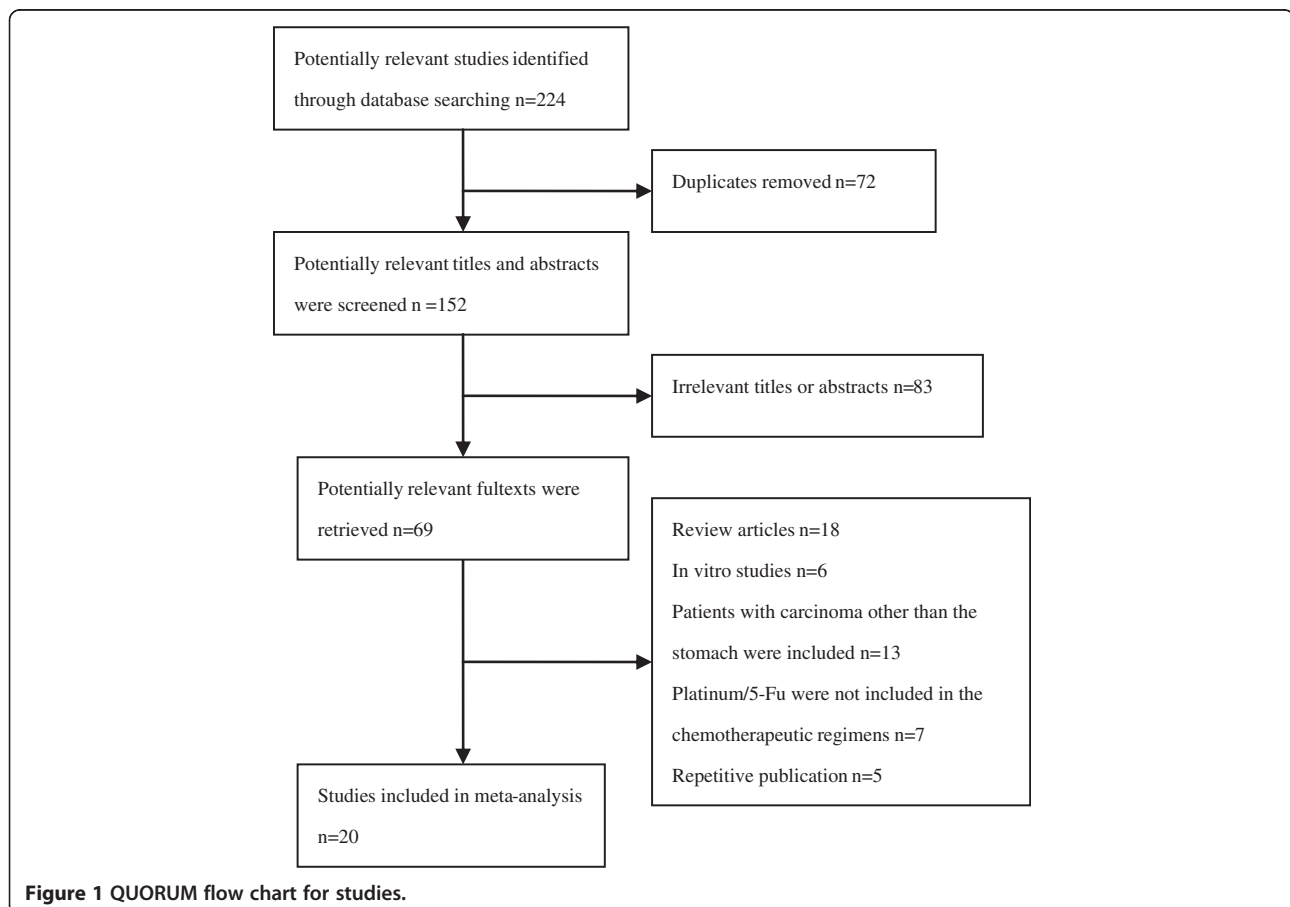 Potentially relevant studies identified
through database searching n=224
Duplicates removed n=72
Potentially relevant titles and abstracts
were screened n =152
Irrelevant titles or abstracts n=83
Potentially relevant fultexts were
retrieved n=69
Review articles n=18
In vitro studies n=6
Patients with carcinoma other than the
stomach were included n=13
Platinum/5-Fu were not included in the
chemotherapeutic regimens n=7
Repetitive publication n=5
Studies included in meta-analysis
n=20
Figure 1 QUORUM flow chart for studies.